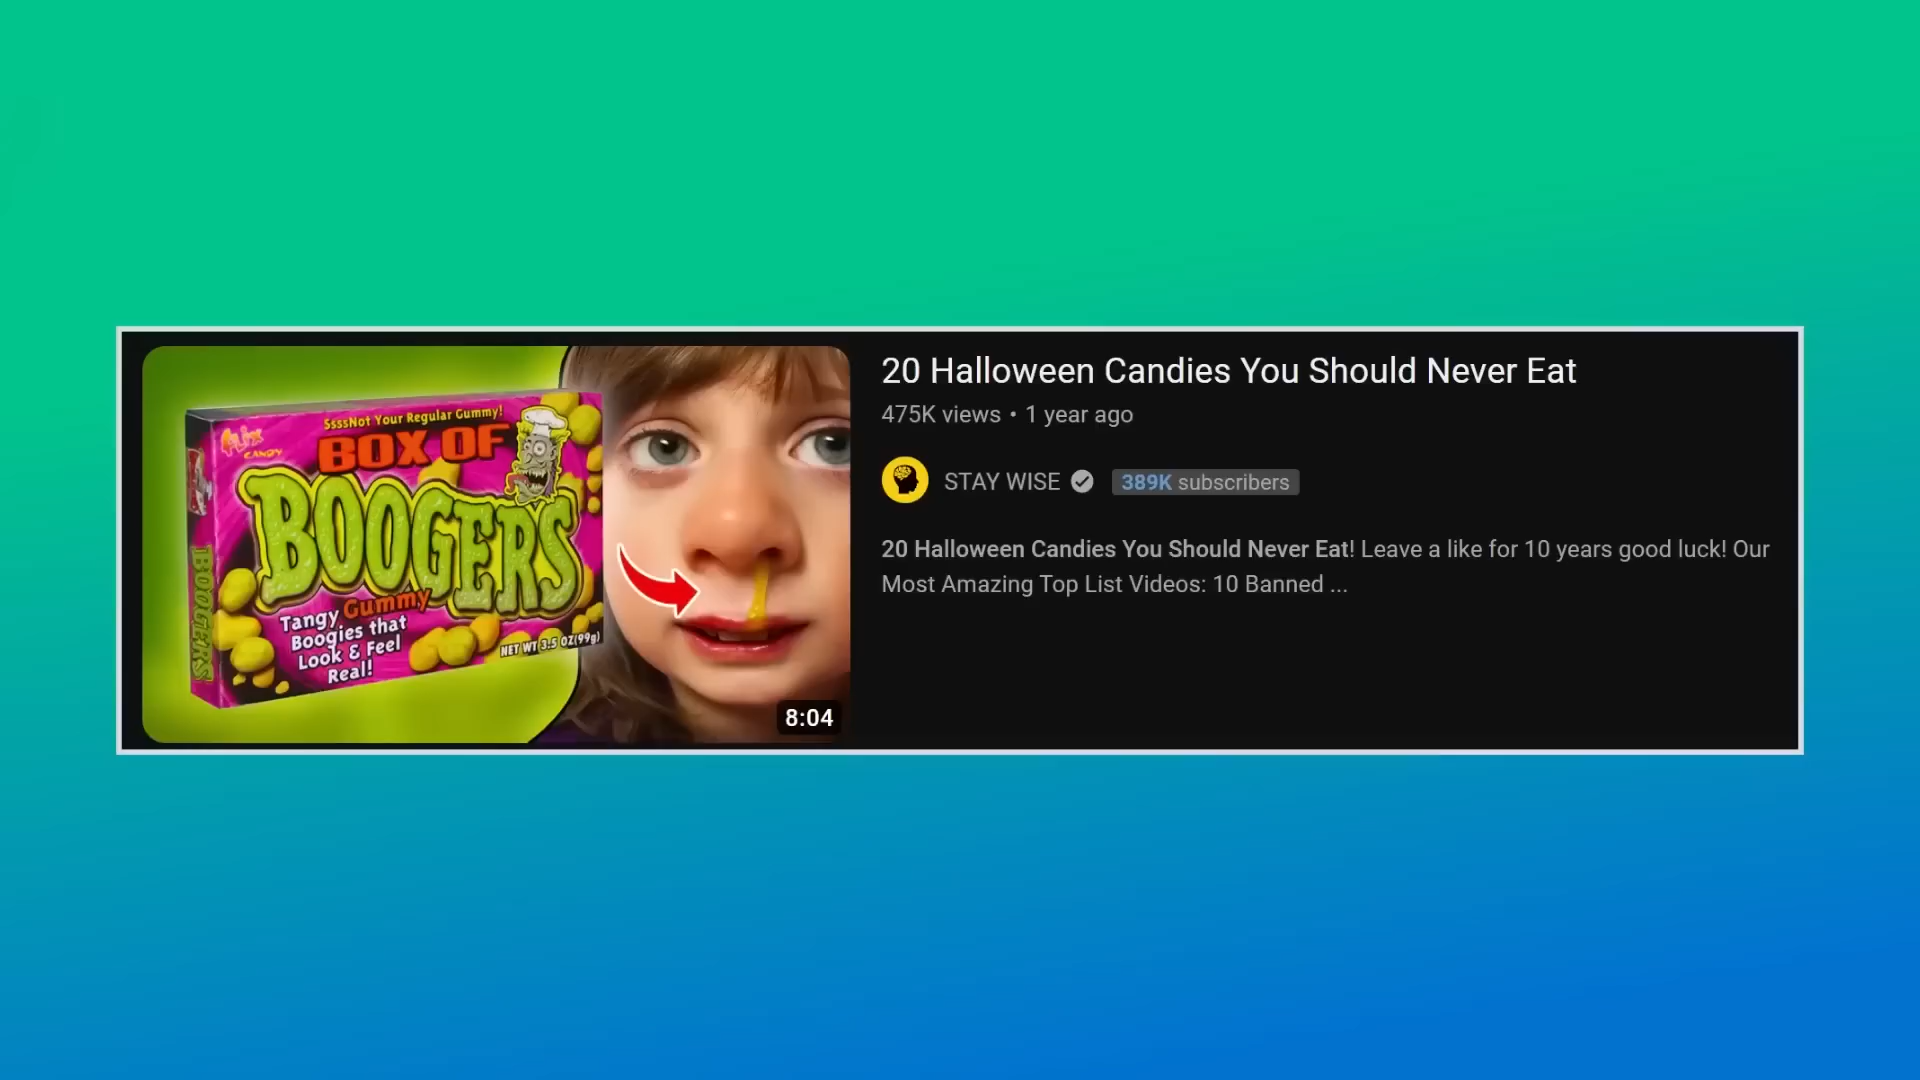 SsssNot Your Regular Gummy!
flix
CANDY
BOX OF
BOOGERS
BOOGERS
Tangy Gummy
Boogies that
Look & Feel
Real!
NET WT 3.5 OZ(99g)
8:04
20 Halloween Candies You Should Never Eat
475K views • 1 year ago
STAY WISE
389K subscribers
20 Halloween Candies You Should Never Eat! Leave a like for 10 years good luck! Our
Most Amazing Top List Videos: 10 Banned ...